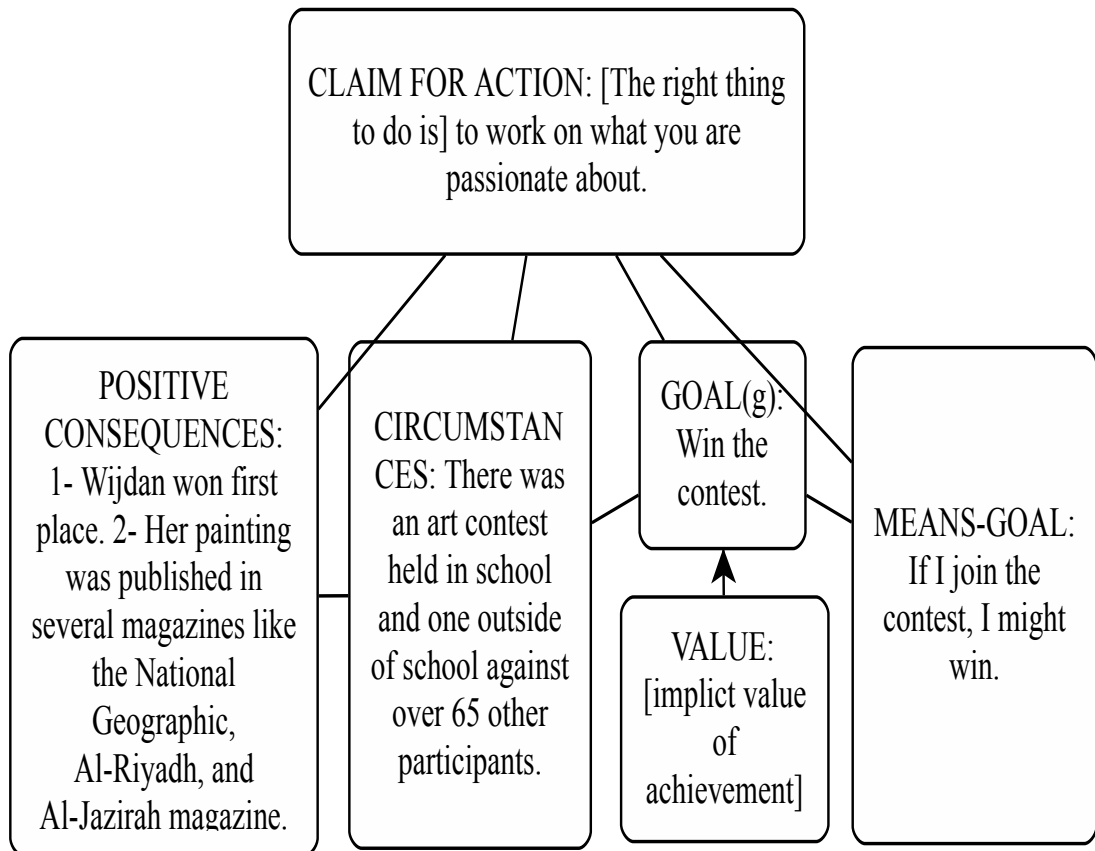 CLAIM FOR ACTION: [The right thing
to do is] to work on what you are
passionate about.
POSITIVE
CONSEQUENCES:
1- Wijdan won first
place. 2- Her painting
was published in
several magazines like
the National
Geographic,
Al-Riyadh, and
Al-Jazirah magazine.
CIRCUMSTAN
CES: There was
an art contest
held in school
and one outside
of school against
over 65 other
participants.
GOAL(g):
Win the
contest.
VALUE:
[implict value
of
achievement]
MEANS-GOAL:
If I join the
contest, I might
win.